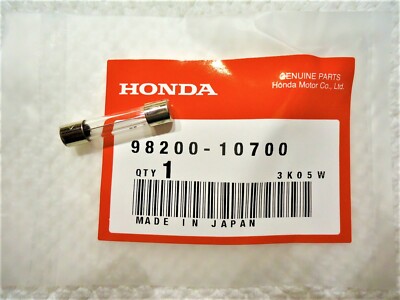 HONDA
GENUINE PARTS
Honda Motor Co., Ltd.
98200-10700
QTY 1
3K05W
MADE IN JAPAN